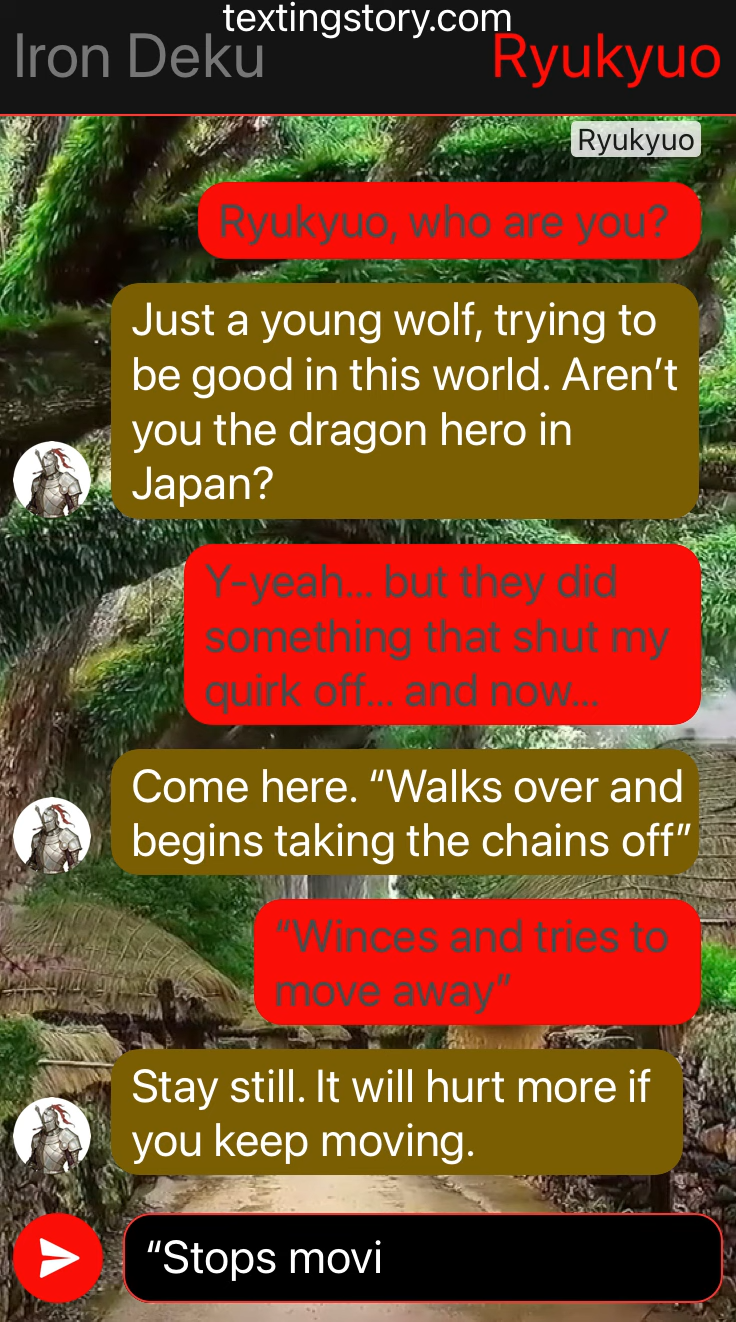 textingstory.com
Iron Deku
Ryukyuo
Ryukyuo
Ryukyuo, who are you?
Just a young wolf, trying to
be good in this world. Aren’t
you the dragon hero in
Japan?
Y-yeah... but they did
something that shut my
quirk off... and now...
Come here. “Walks over and
begins taking the chains off”
“Winces and tries to
move away”
Stay still. It will hurt more if
you keep moving.
“Stops movi